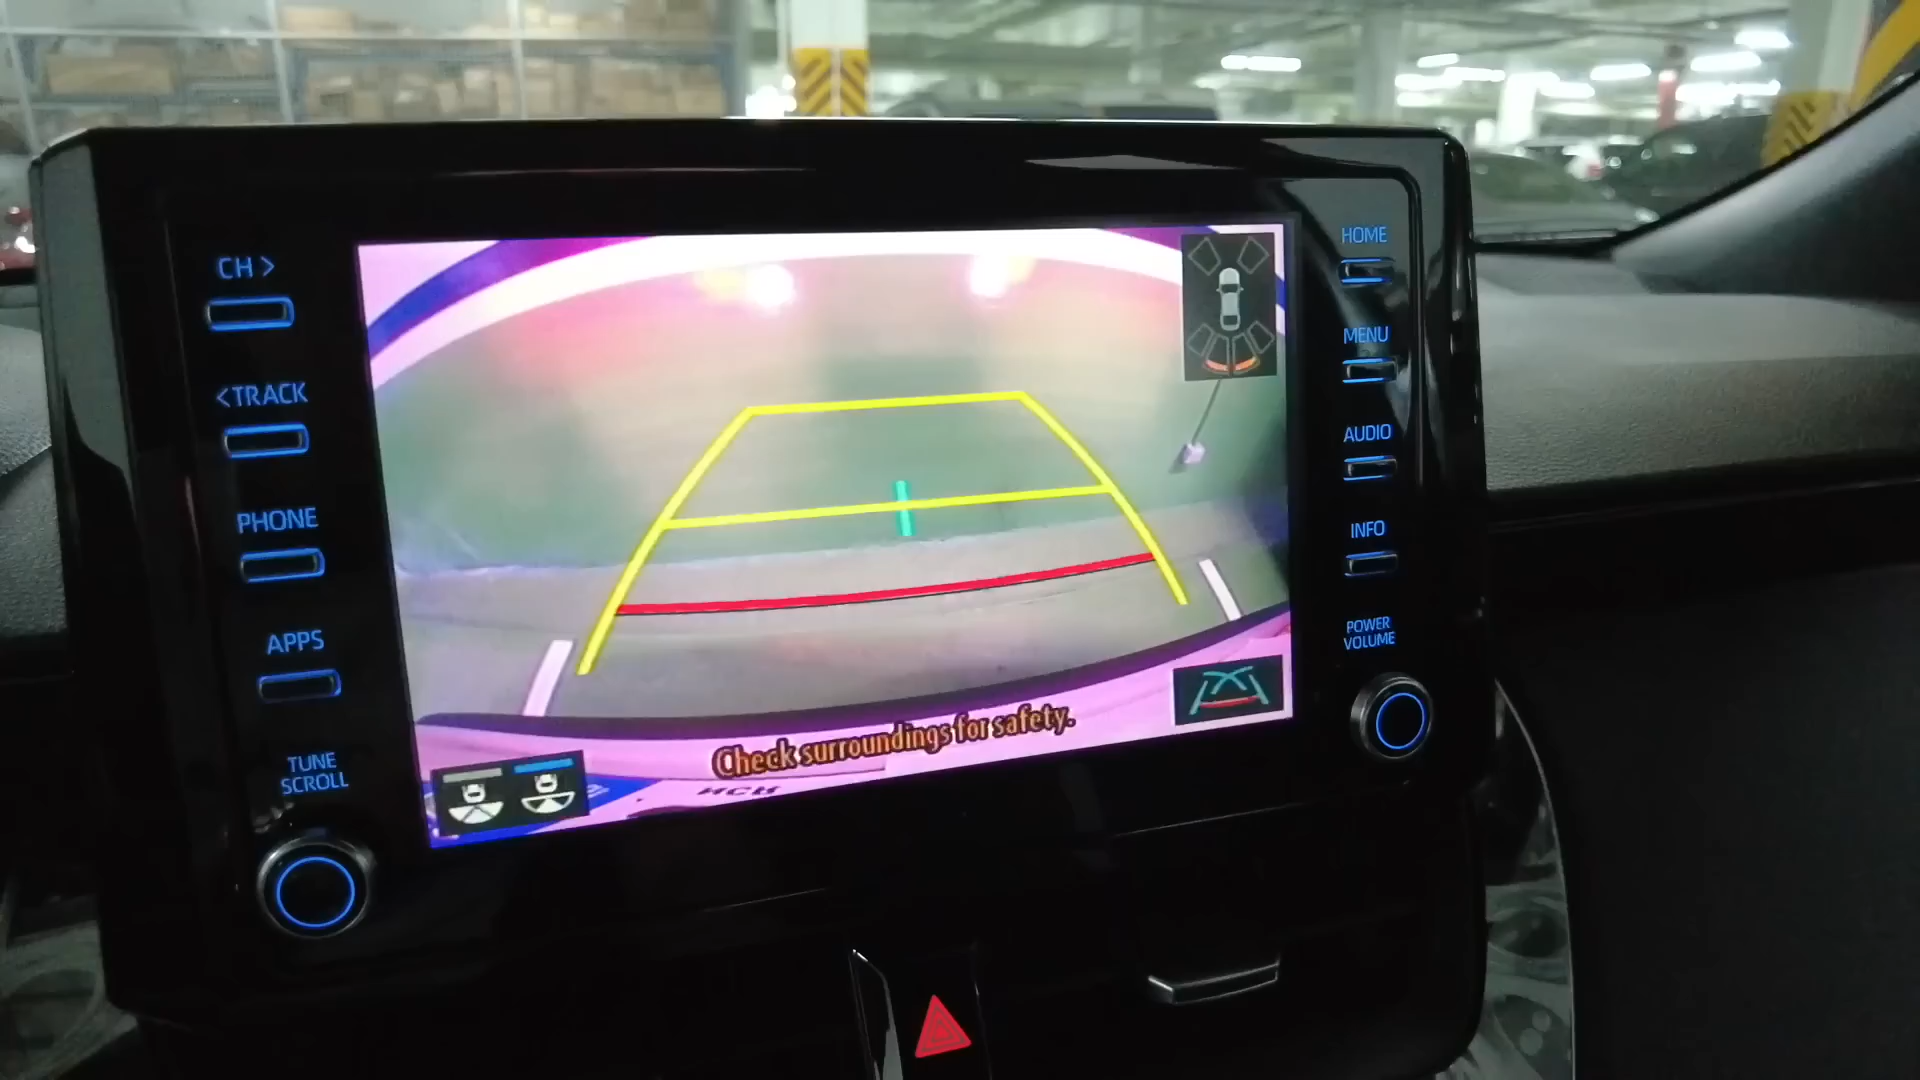 CH >
<TRACK
PHONE
APPS
TUNE
SCROLL
Check surroundings for safety.
HOME
MENU
AUDIO
INFO
POWER
VOLUME